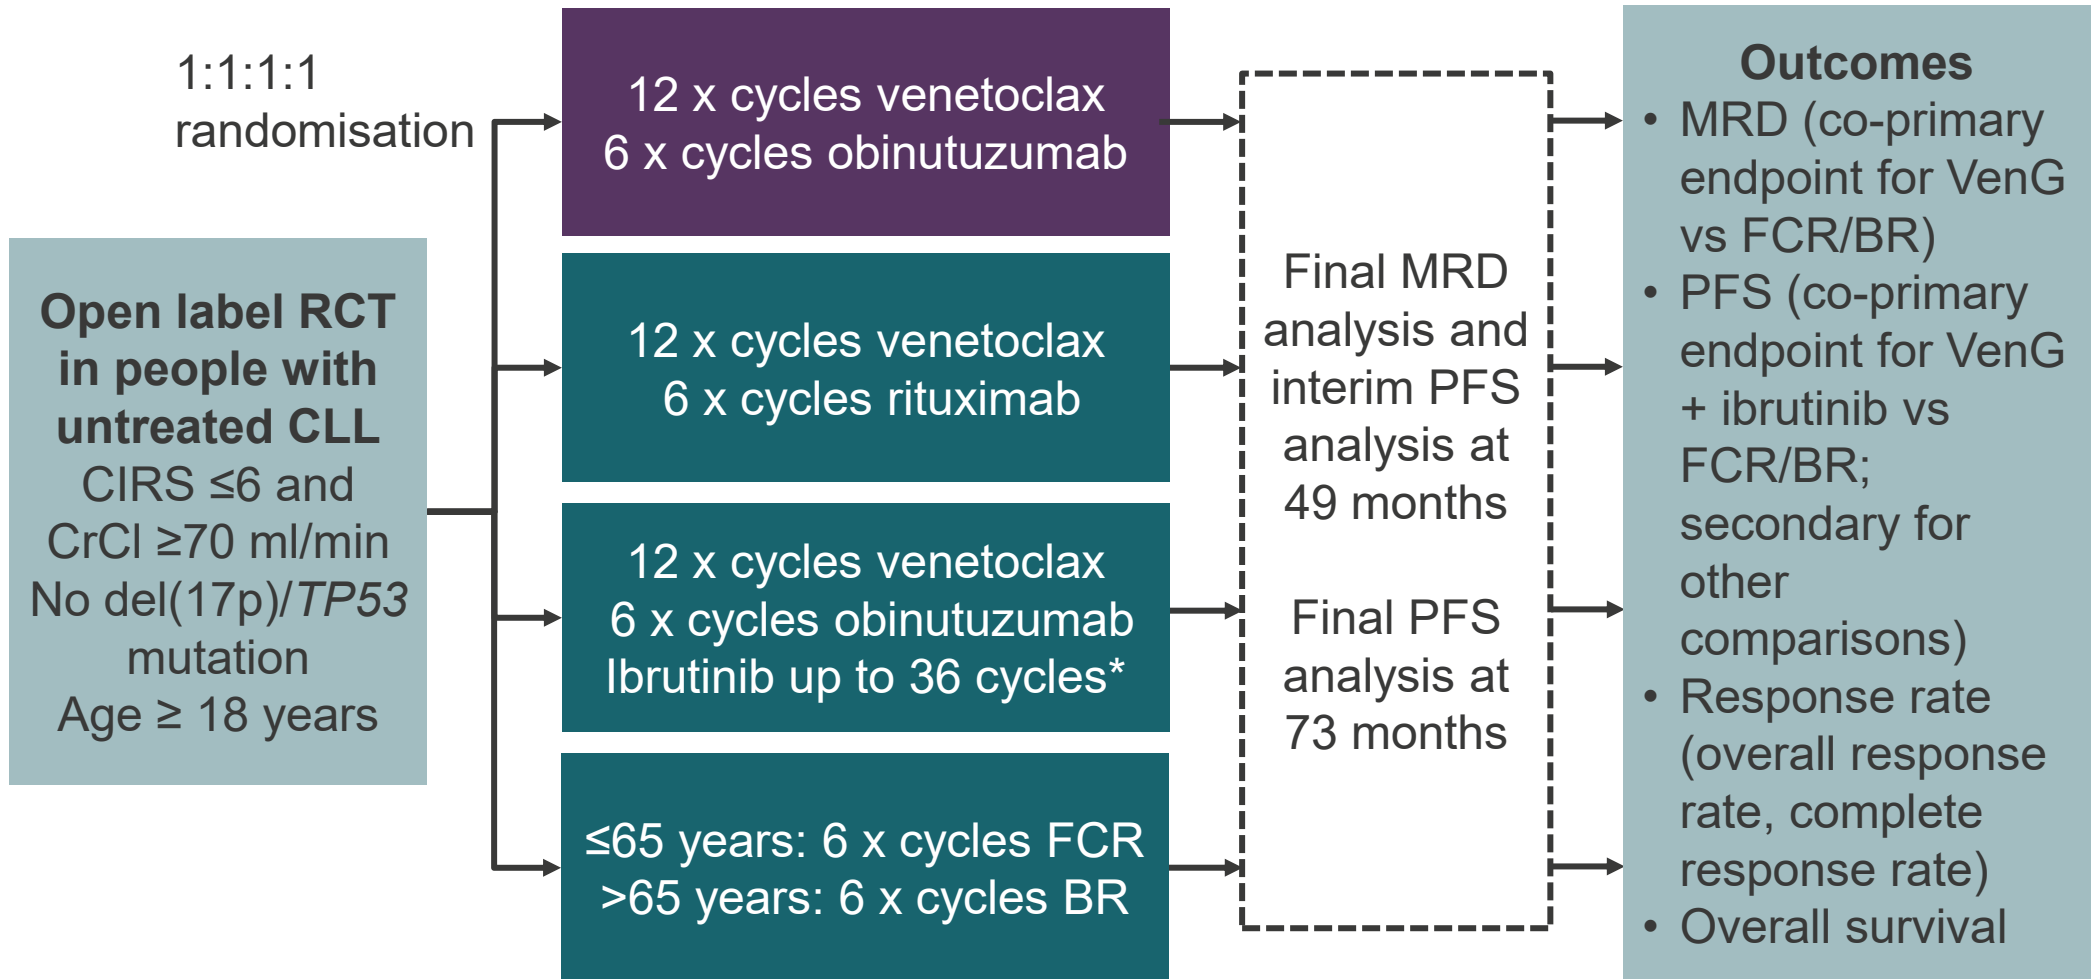 1:1:1:1
randomisation
Open label RCT
in people with
untreated CLL
CIRS ≤6 and
CrCl ≥70 ml/min
No del(17p)/TP53
mutation
Age ≥ 18 years
12 x cycles venetoclax
6 x cycles obinutuzumab
12 x cycles venetoclax
6 x cycles rituximab
12 x cycles venetoclax
6 x cycles obinutuzumab
Ibrutinib up to 36 cycles*
≤65 years: 6 x cycles FCR
>65 years: 6 x cycles BR
Final MRD
analysis and
interim PFS
analysis at
49 months
Final PFS
analysis at
73 months
Outcomes
• MRD (co-primary
endpoint for VenG
vs FCR/BR)
• PFS (co-primary
endpoint for VenG
+ ibrutinib vs
FCR/BR;
secondary for
other
comparisons)
• Response rate
(overall response
rate, complete
response rate)
• Overall survival